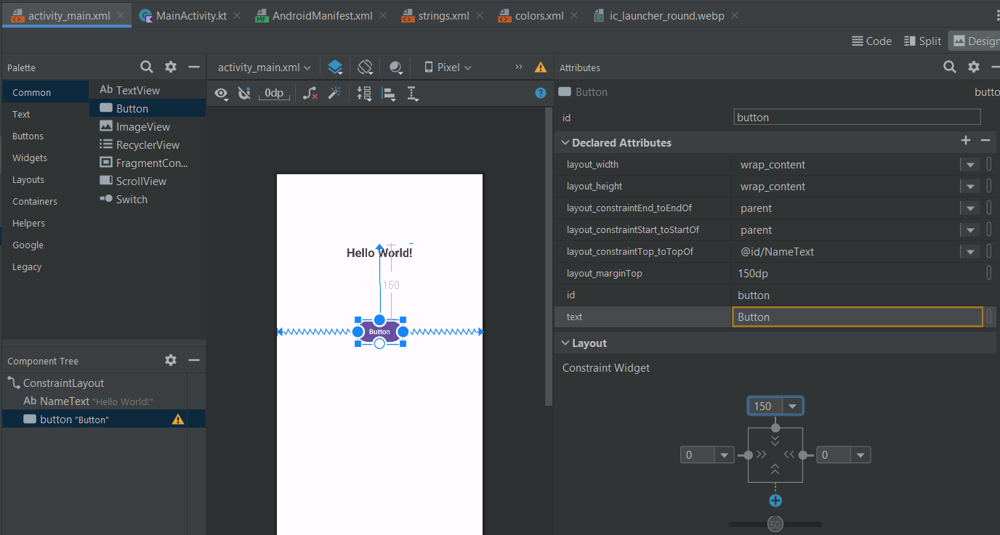 activity_main.xml MainActivity.kt AndroidManifest.xml strings.xml colors.xml ic_launcher_round.webp
Code Split Design
Palette
Common
Text
Buttons
Widgets
Layouts
Containers
Helpers
Google
Legacy
Ab TextView
Button
ImageView
RecyclerView
FragmentCon...
ScrollView
Switch
Component Tree
ConstraintLayout
Ab NameText "Hello World!"
button "Button"
activity_main.xml Pixel
0dp
Hello World!
150
Button
Attributes
Button butto
id button
Declared Attributes
layout_width wrap_content
layout_height wrap_content
layout_constraintEnd_toEndOf parent
layout_constraintStart_toStartOf parent
layout_constraintTop_toTopOf @id/NameText
layout_marginTop 150dp
id button
text Button
Layout
Constraint Widget
150
0 0
50